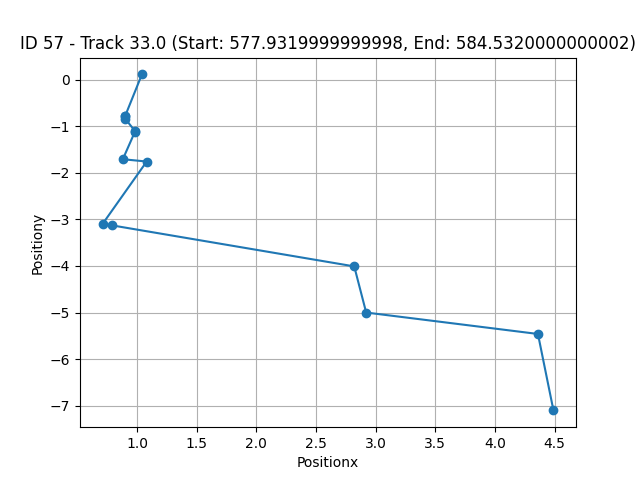 ID 57 - Track 33.0 (Start: 577.9319999999998, End: 584.5320000000002)
0
−1
−2
−3
−4
−5
−6
−7
Positiony
1.0 1.5 2.0 2.5 3.0 3.5 4.0 4.5
Positionx